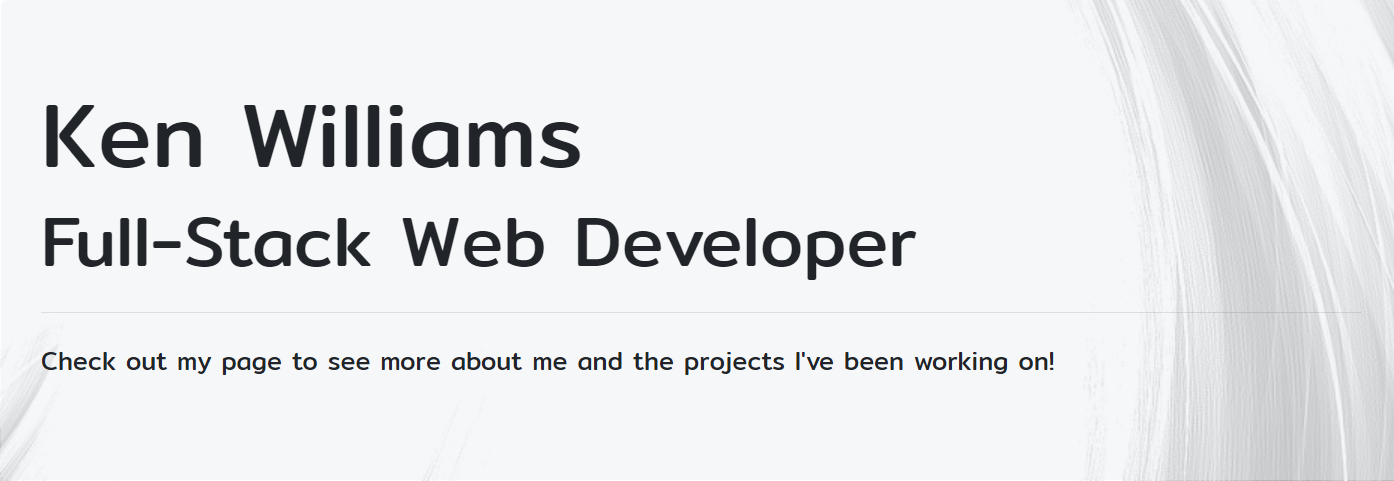 Ken Williams
Full-Stack Web Developer
Check out my page to see more about me and the projects I've been working on!